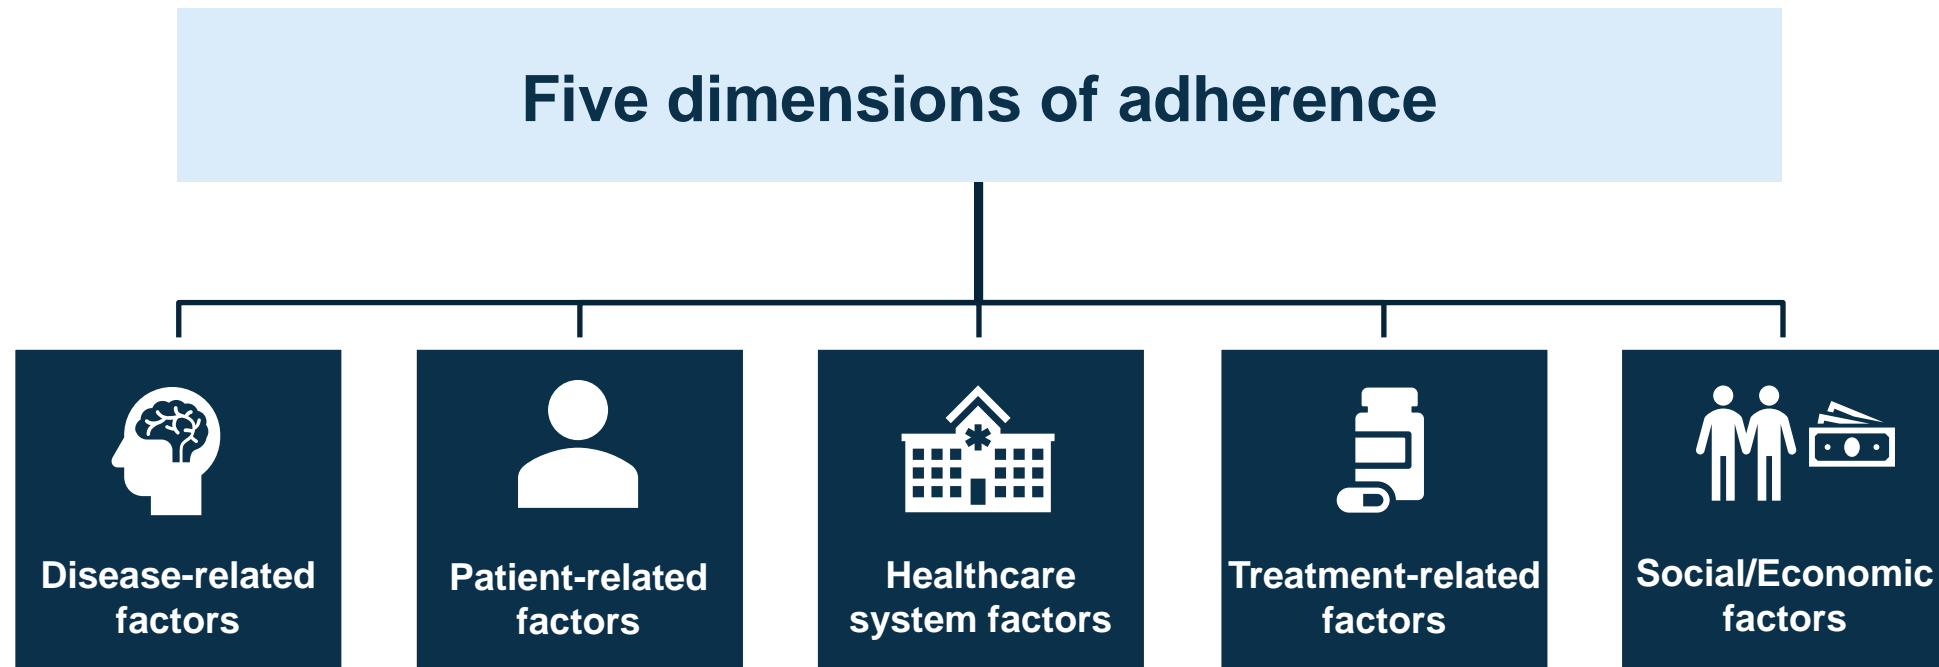 Five dimensions of adherence
Disease-related
factors
Patient-related
factors
Healthcare
system factors
Treatment-related
factors
Social/Economic
factors